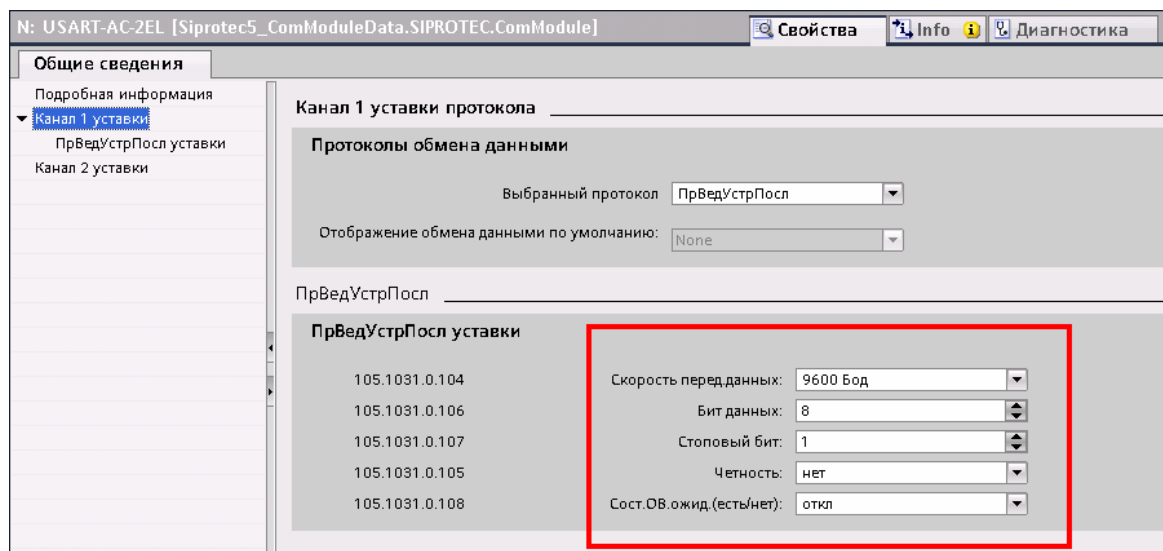 N: USART-AC-2EL [Siprotec5_ComModuleData.SIPROTEC.ComModule]
Свойства
Info
Диагностика
Общие сведения
Подробная информация
Канал 1 уставки
ПрВедУстрПосл уставки
Канал 2 уставки
Канал 1 уставки протокола
Протоколы обмена данными
Выбранный протокол ПрВедУстрПосл
Отображение обмена данными по умолчанию: None
ПрВедУстрПосл
ПрВедУстрПосл уставки
105.1031.0.104 Скорость перед.данных: 9600 Бод
105.1031.0.106 Бит данных: 8
105.1031.0.107 Стоповый бит: 1
105.1031.0.105 Четность: нет
105.1031.0.108 Сост.ОВ.ожид.(есть/нет): откл